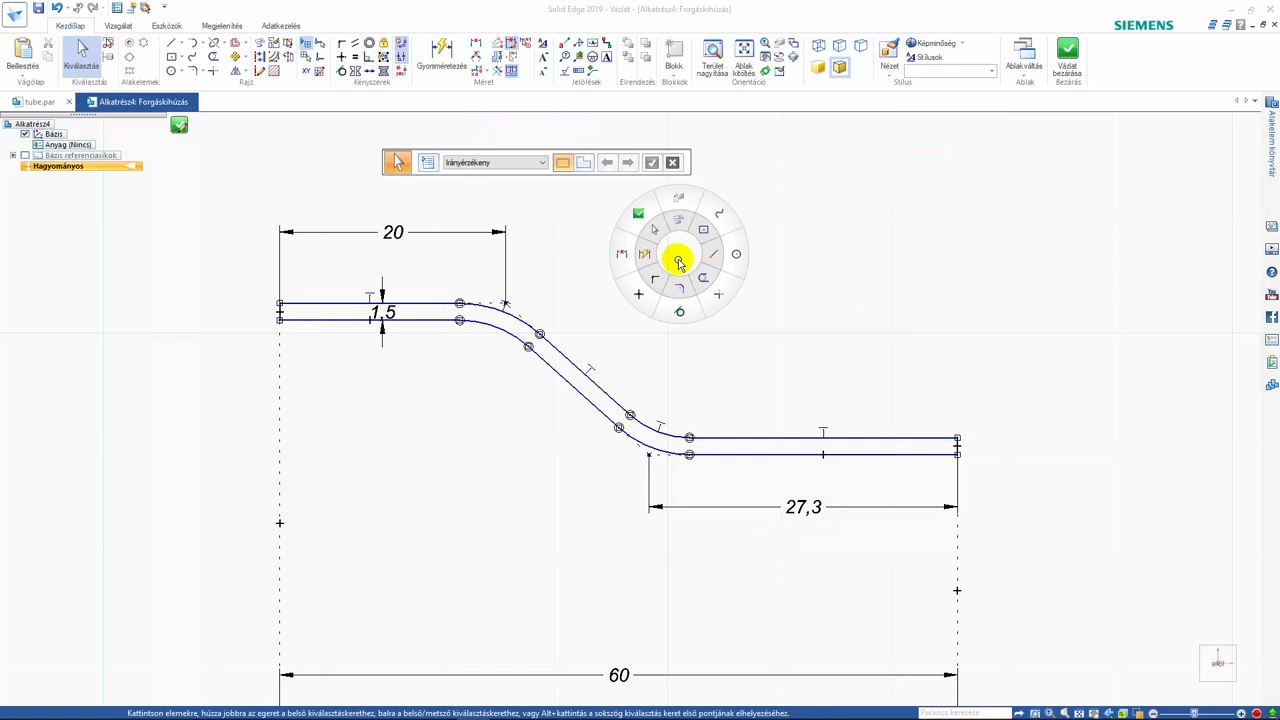 Solid Edge 2019 - Vázlat - [Alkatrész4: Forgáskihúzás]
Kezdőlap Vizsgálat Eszközök Megjelenítés Adatkezelés
SIEMENS
Beillesztés
Kiválasztás
Gyorsméretezés
Blokk
Terület nagyítása
Ablak kitöltés
Nézet
Képminőség
Stílusok
Ablakváltás
Vázlat bezárása
Vágólap Kiválasztás Alakelemek Rajz Kényszerek Méret Jelölések Elrendezés Blokkok Orientáció Stílus Ablak Bezárás
tube.par
Alkatrész4: Forgáskihúzás
Alkatrész4
Bázis
Anyag (Nincs)
Bázis referenciasíkok
Hagyományos
Irányérzékeny
20
1,5
27,3
60
elöl
Alakelem könyvtár
Kattintson elemekre, húzza jobbra az egeret a belső kiválasztáskerethez, balra a belső/metsző kiválasztáskerethez, vagy Alt+kattintás a sokszög kiválasztás keret első pontjának elhelyezéséhez.
Parancs keresése